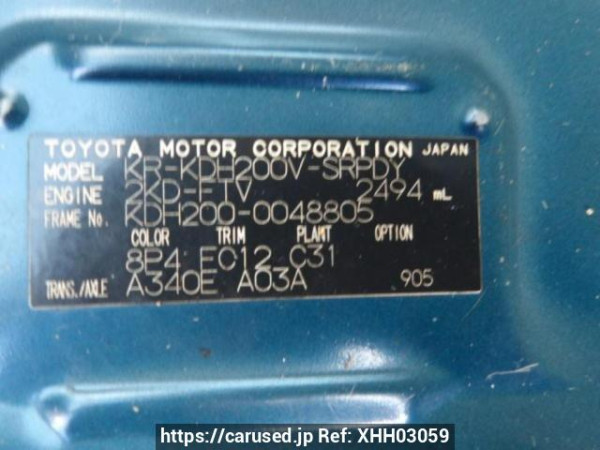 TOYOTA MOTOR CORPORATION JAPAN
MODEL KR-KDH200V-SRPDY
ENGINE 2KD-FTV 2494 mL
FRAME No. KDH200-0048805
COLOR TRIM PLANT OPTION
8P4 FC12 C31
TRANS./AXLE A340E A03A 905
https://carused.jp Ref: XHH03059